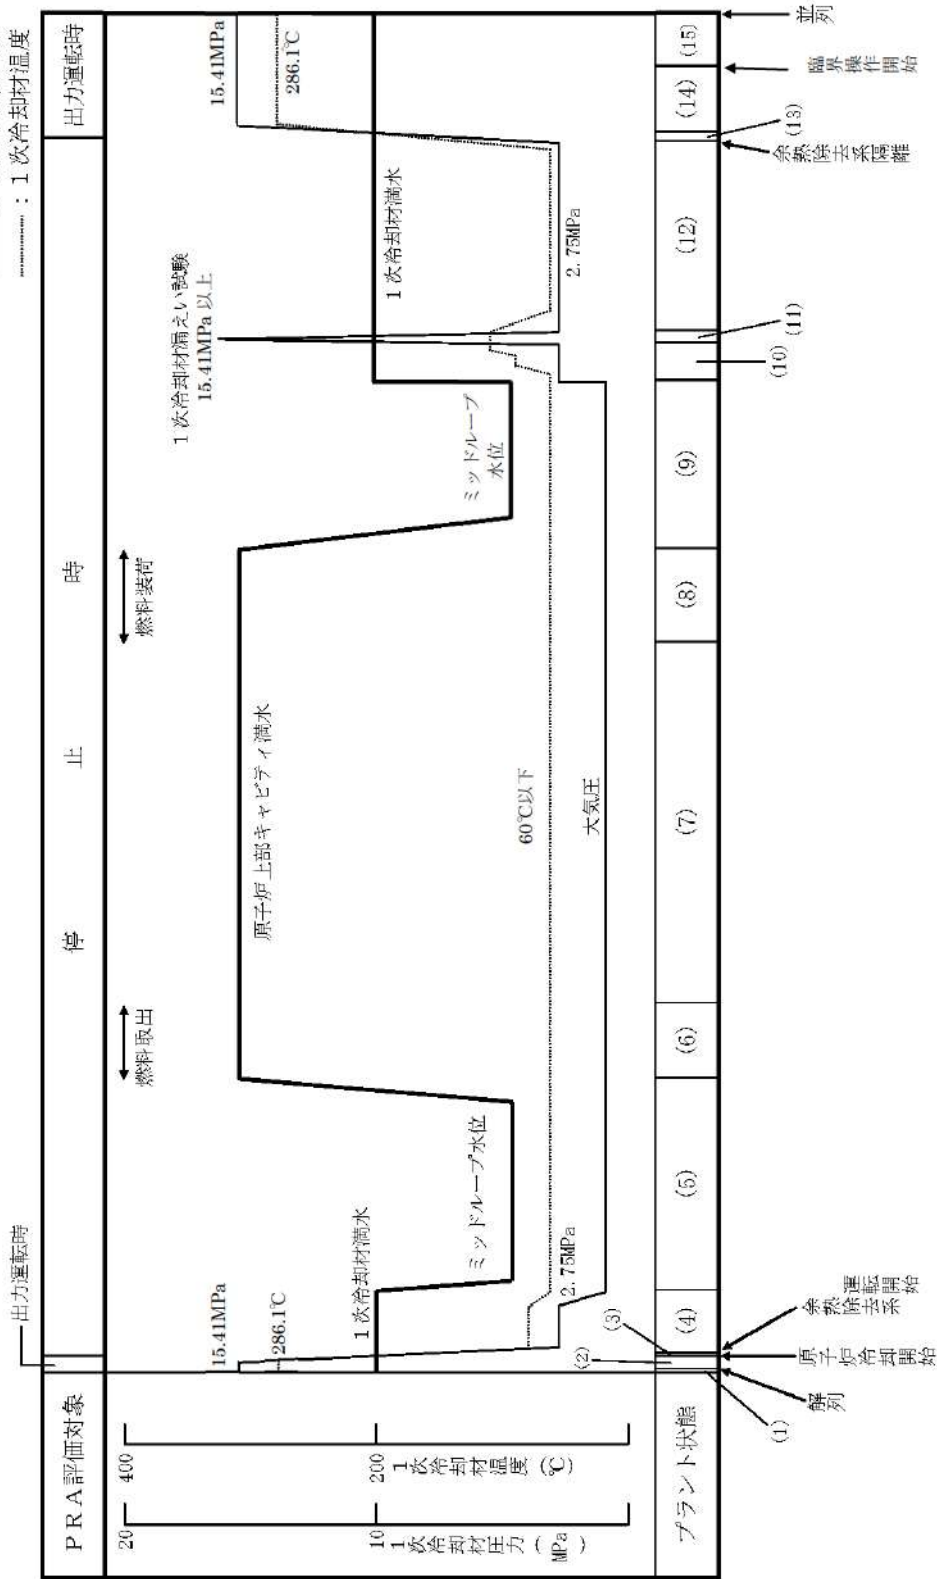 ┈┈┈ : 1 次冷却材温度
PRA評価対象
出力運転時
停止時
出力運転時
20
10
1次冷却材圧力(MPa)
400
200
1次冷却材温度(℃)
15.41MPa
286.1℃
1 次冷却材満水
2.75MPa
ミッドループ水位
燃料取出
原子炉上部キャビティ満水
60℃以下
大気圧
燃料装荷
ミッドループ
水位
1 次冷却材漏えい試験
15.41MPa 以上
1 次冷却材満水
2.75MPa
15.41MPa
286.1℃
プラント状態
(1)
(2)
(3)
(4)
(5)
(6)
(7)
(8)
(9)
(10)
(11)
(12)
(13)
(14)
(15)
解列
原子炉冷却開始
余熱除去系
運転開始
余熱除去系隔離
臨界操作開始
並列